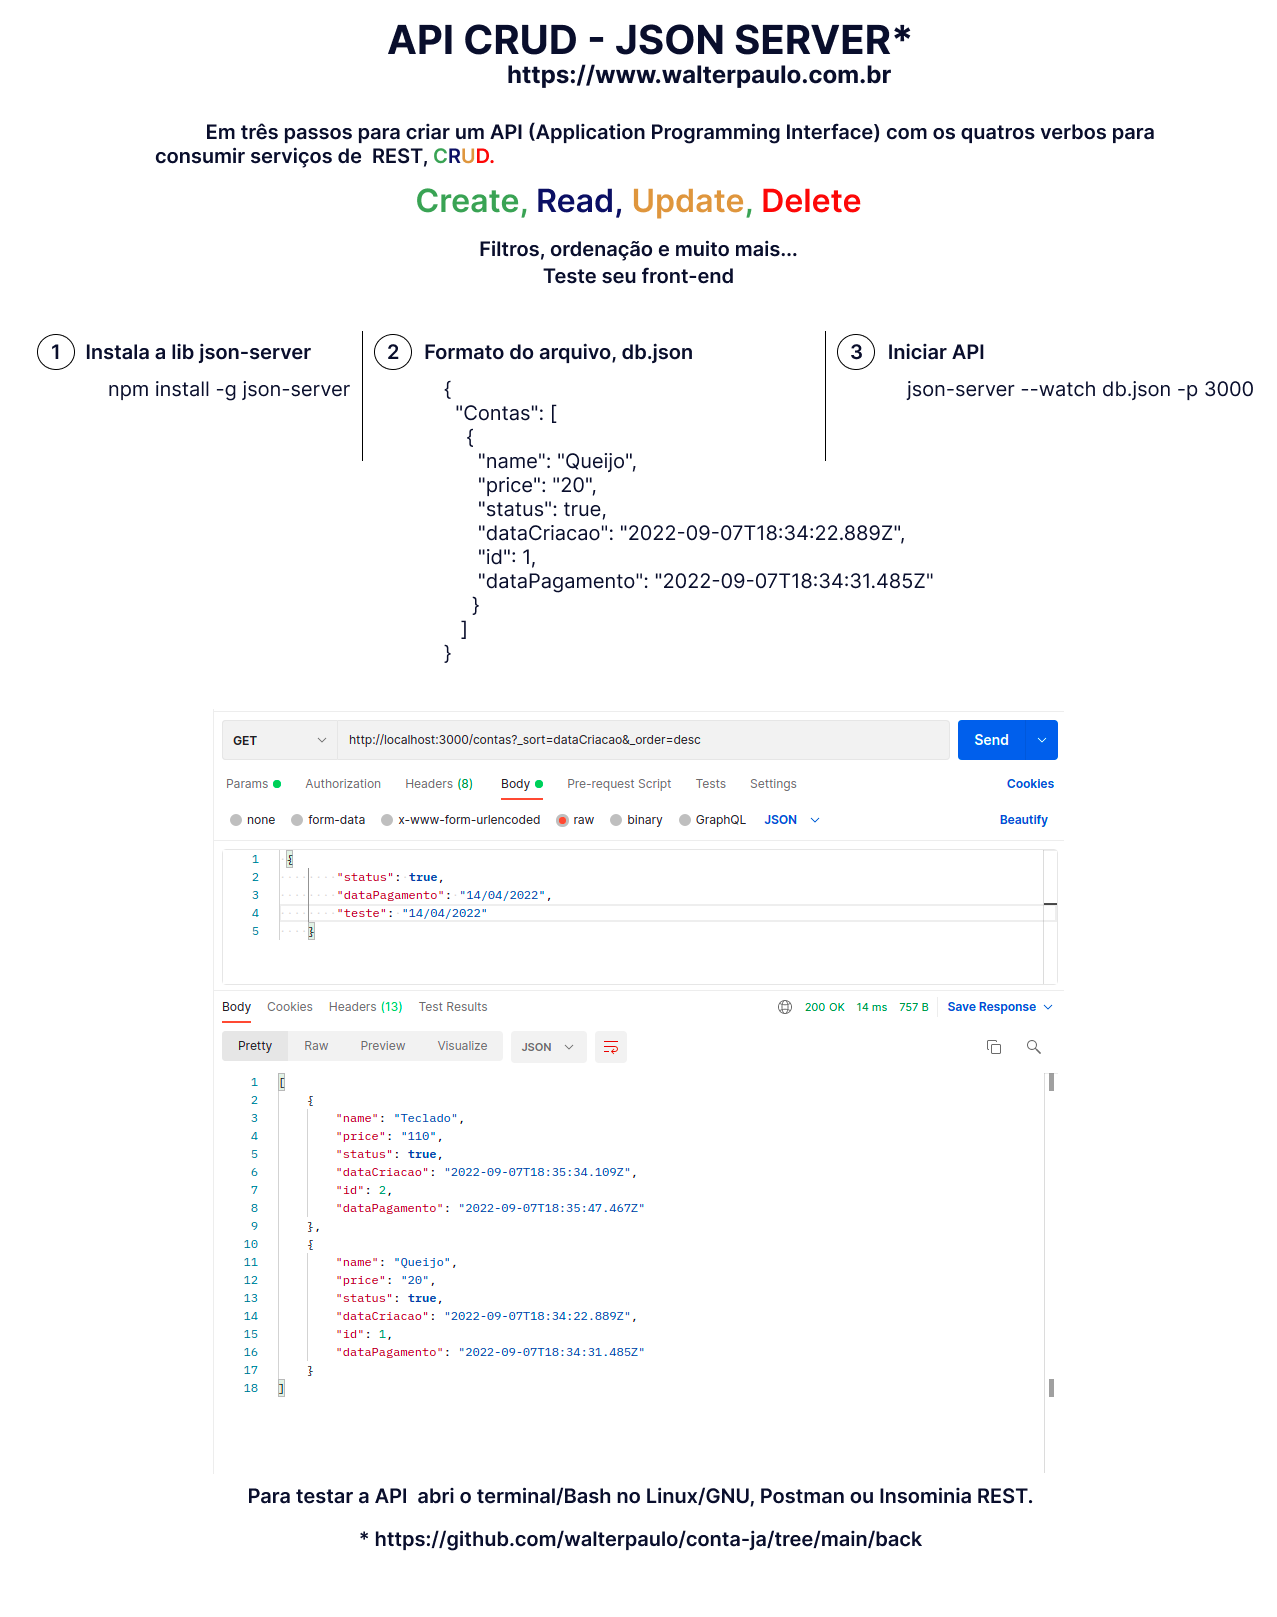 API CRUD - JSON SERVER*
https://www.walterpaulo.com.br
Em três passos para criar um API (Application Programming Interface) com os quatros verbos para
consumir serviços de  REST, CRUD.
Create, Read, Update, Delete
Filtros, ordenação e muito mais...
Teste seu front-end
1 Instala a lib json-server
npm install -g json-server
2 Formato do arquivo, db.json
{
"Contas": [
{
"name": "Queijo",
"price": "20",
"status": true,
"dataCriacao": "2022-09-07T18:34:22.889Z",
"id": 1,
"dataPagamento": "2022-09-07T18:34:31.485Z"
}
]
}
3 Iniciar API
json-server --watch db.json -p 3000
GET http://localhost:3000/contas?_sort=dataCriacao&_order=desc Send
Params Authorization Headers (8) Body Pre-request Script Tests Settings Cookies
none form-data x-www-form-urlencoded raw binary GraphQL JSON Beautify
1 {
2 "status": true,
3 "dataPagamento": "14/04/2022",
4 "teste": "14/04/2022"
5 }
Body Cookies Headers (13) Test Results 200 OK 14 ms 757 B Save Response
Pretty Raw Preview Visualize JSON
1 [
2 {
3 "name": "Teclado",
4 "price": "110",
5 "status": true,
6 "dataCriacao": "2022-09-07T18:35:34.109Z",
7 "id": 2,
8 "dataPagamento": "2022-09-07T18:35:47.467Z"
9 },
10 {
11 "name": "Queijo",
12 "price": "20",
13 "status": true,
14 "dataCriacao": "2022-09-07T18:34:22.889Z",
15 "id": 1,
16 "dataPagamento": "2022-09-07T18:34:31.485Z"
17 }
18 ]
Para testar a API  abri o terminal/Bash no Linux/GNU, Postman ou Insominia REST.
* https://github.com/walterpaulo/conta-ja/tree/main/back